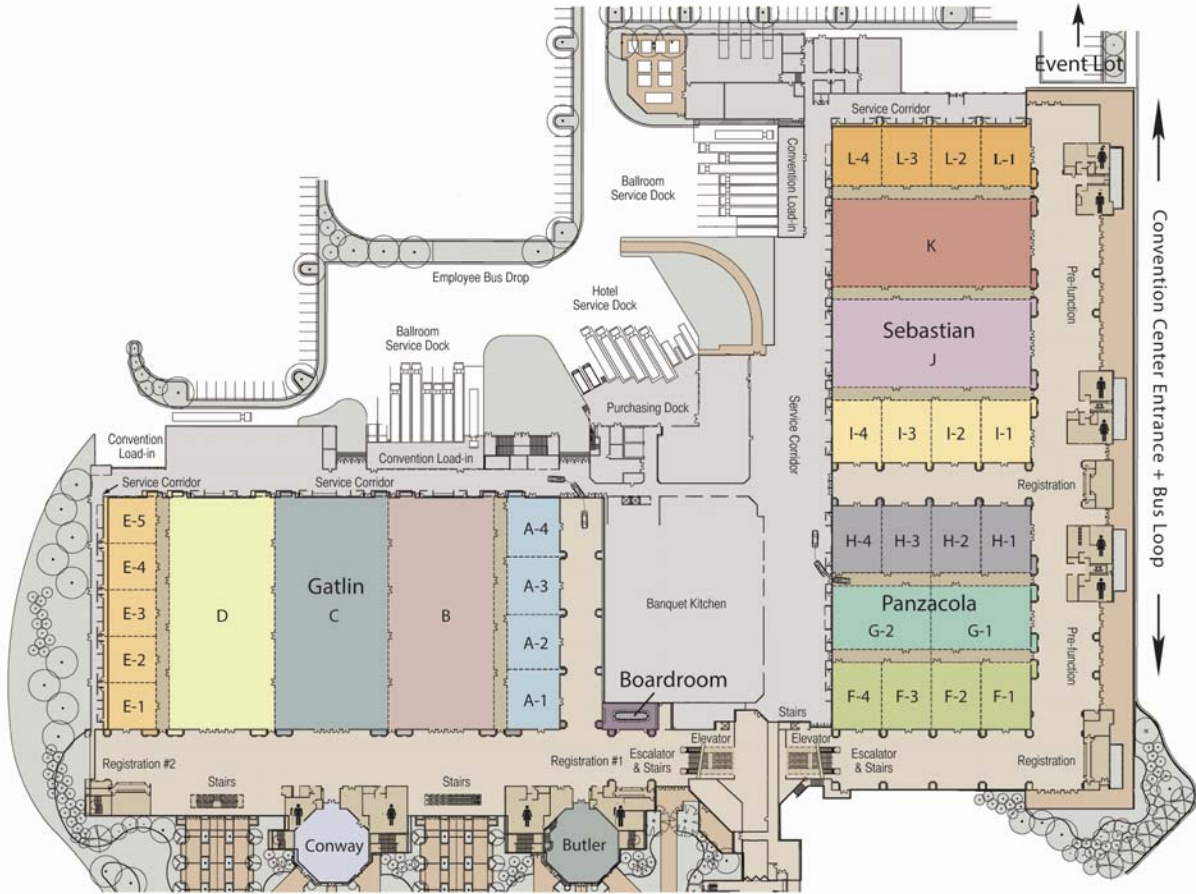 Event Lot
Service Corridor
L-4
L-3
L-2
L-1
Convention Load-in
Ballroom
Service Dock
K
Pre-function
Convention Center Entrance + Bus Loop
Employee Bus Drop
Hotel
Service Dock
Sebastian
J
Ballroom
Service Dock
Purchasing Dock
Service Corridor
I-4
I-3
I-2
I-1
Convention
Load-in
Convention Load-in
Service Corridor
Service Corridor
Registration
E-5
E-4
E-3
E-2
E-1
D
Gatlin
C
B
A-4
A-3
A-2
A-1
Banquet Kitchen
H-4
H-3
H-2
H-1
Panzacola
G-2
G-1
Pre-function
F-4
F-3
F-2
F-1
Boardroom
Stairs
Elevator
Elevator
Registration #2
Stairs
Stairs
Registration #1
Escalator
& Stairs
Escalator
& Stairs
Registration
Conway
Butler